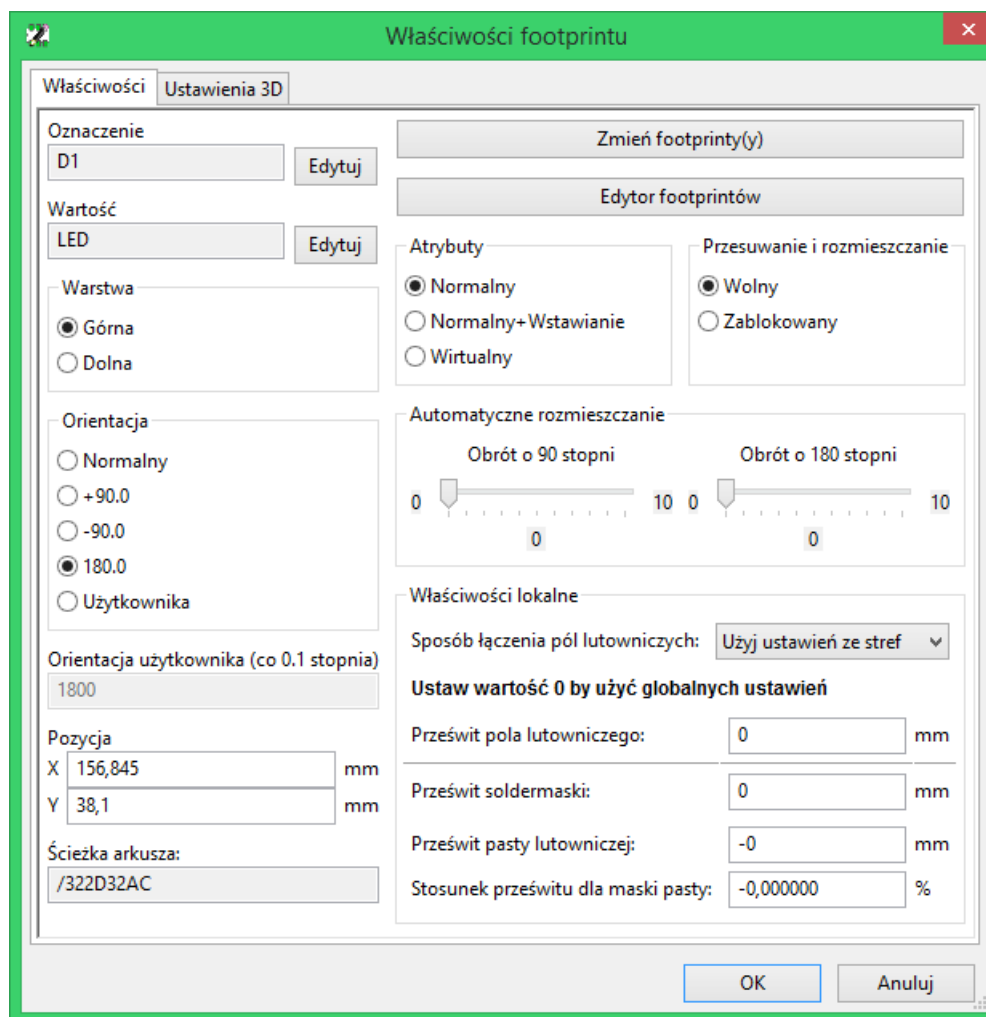 Właściwości footprintu
Właściwości
Ustawienia 3D
Oznaczenie
D1
Edytuj
Wartość
LED
Edytuj
Warstwa
Górna
Dolna
Orientacja
Normalny
+90.0
-90.0
180.0
Użytkownika
Orientacja użytkownika (co 0.1 stopnia)
1800
Pozycja
X 156,845 mm
Y 38,1 mm
Ścieżka arkusza:
/322D32AC
Zmień footprinty(y)
Edytor footprintów
Atrybuty
Normalny
Normalny+Wstawianie
Wirtualny
Przesuwanie i rozmieszczanie
Wolny
Zablokowany
Automatyczne rozmieszczanie
Obrót o 90 stopni
0 10
0
Obrót o 180 stopni
0 10
0
Właściwości lokalne
Sposób łączenia pól lutowniczych: Użyj ustawień ze stref
Ustaw wartość 0 by użyć globalnych ustawień
Prześwit pola lutowniczego: 0 mm
Prześwit soldermaski: 0 mm
Prześwit pasty lutowniczej: -0 mm
Stosunek prześwitu dla maski pasty: -0,000000 %
OK
Anuluj